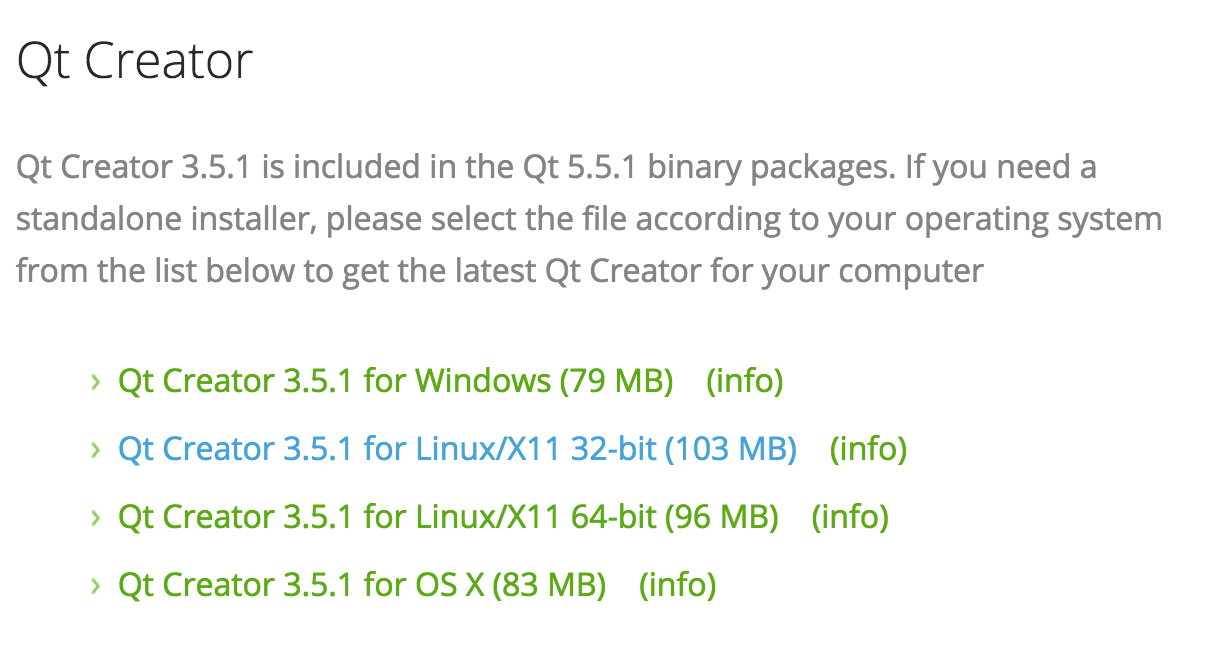 Qt Creator
Qt Creator 3.5.1 is included in the Qt 5.5.1 binary packages. If you need a
standalone installer, please select the file according to your operating system
from the list below to get the latest Qt Creator for your computer
› Qt Creator 3.5.1 for Windows (79 MB) (info)
› Qt Creator 3.5.1 for Linux/X11 32-bit (103 MB) (info)
› Qt Creator 3.5.1 for Linux/X11 64-bit (96 MB) (info)
› Qt Creator 3.5.1 for OS X (83 MB) (info)